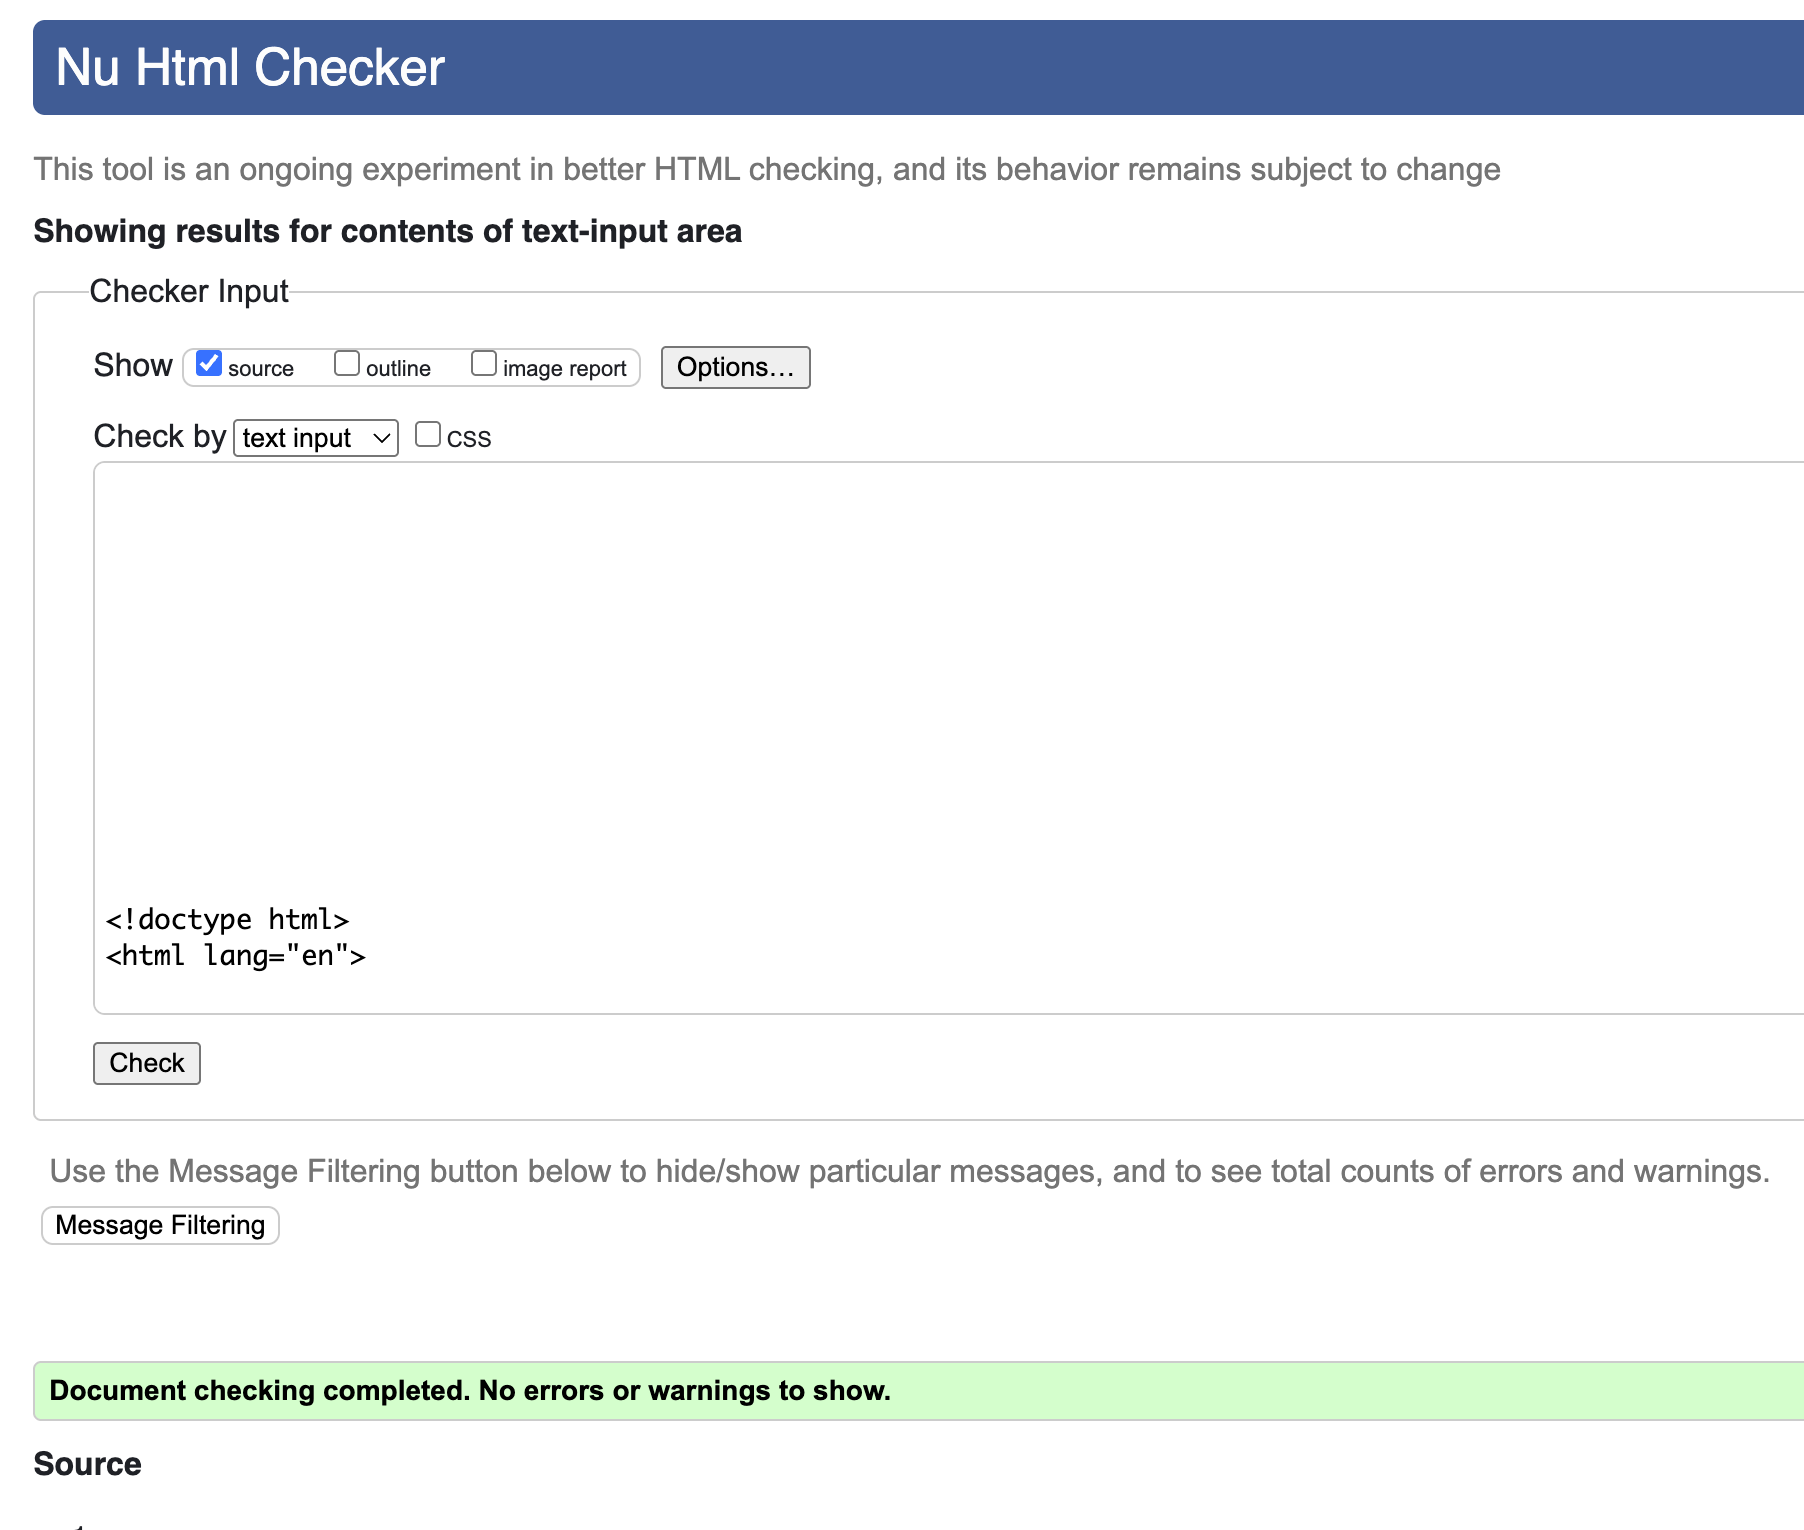 Nu Html Checker
This tool is an ongoing experiment in better HTML checking, and its behavior remains subject to change
Showing results for contents of text-input area
Checker Input
Show source outline image report Options…
Check by text input CSS
<!doctype html>
<html lang="en">
Check
Use the Message Filtering button below to hide/show particular messages, and to see total counts of errors and warnings.
Message Filtering
Document checking completed. No errors or warnings to show.
Source